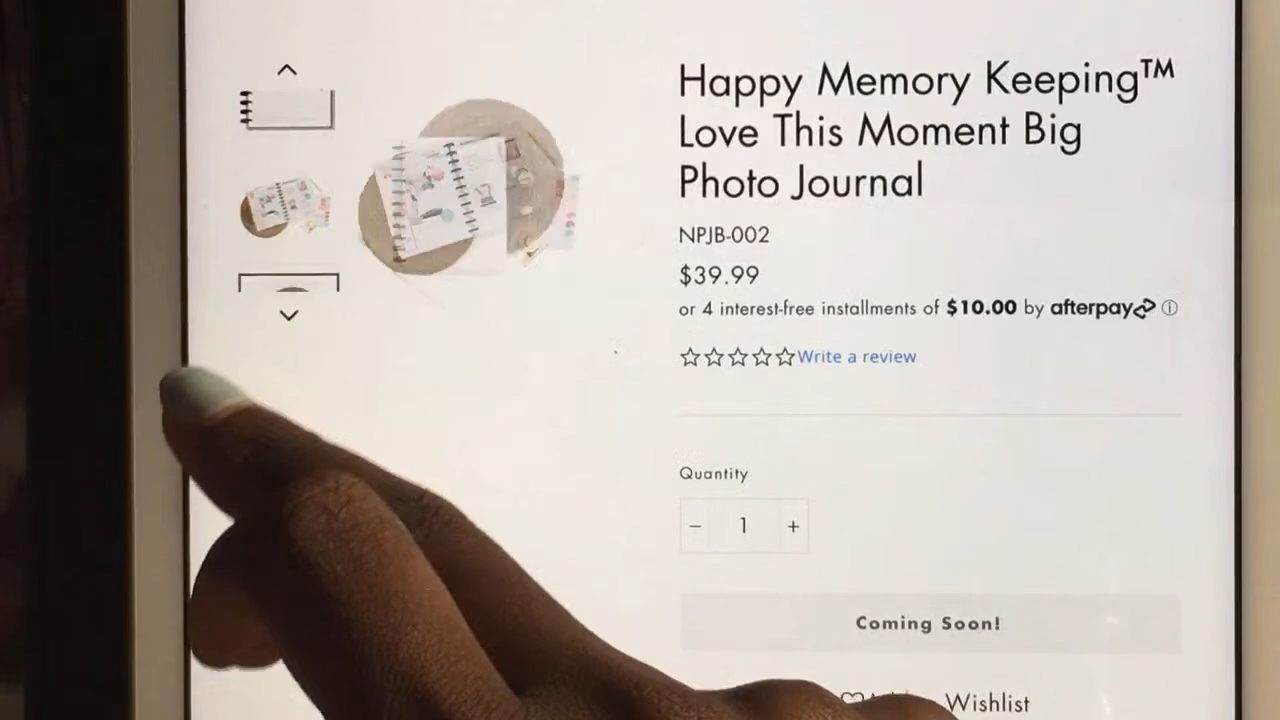 Happy Memory Keeping™
Love This Moment Big
Photo Journal
NPJB-002
$39.99
or 4 interest-free installments of $10.00 by afterpay
Write a review
Quantity
− 1 +
Coming Soon!
Wishlist